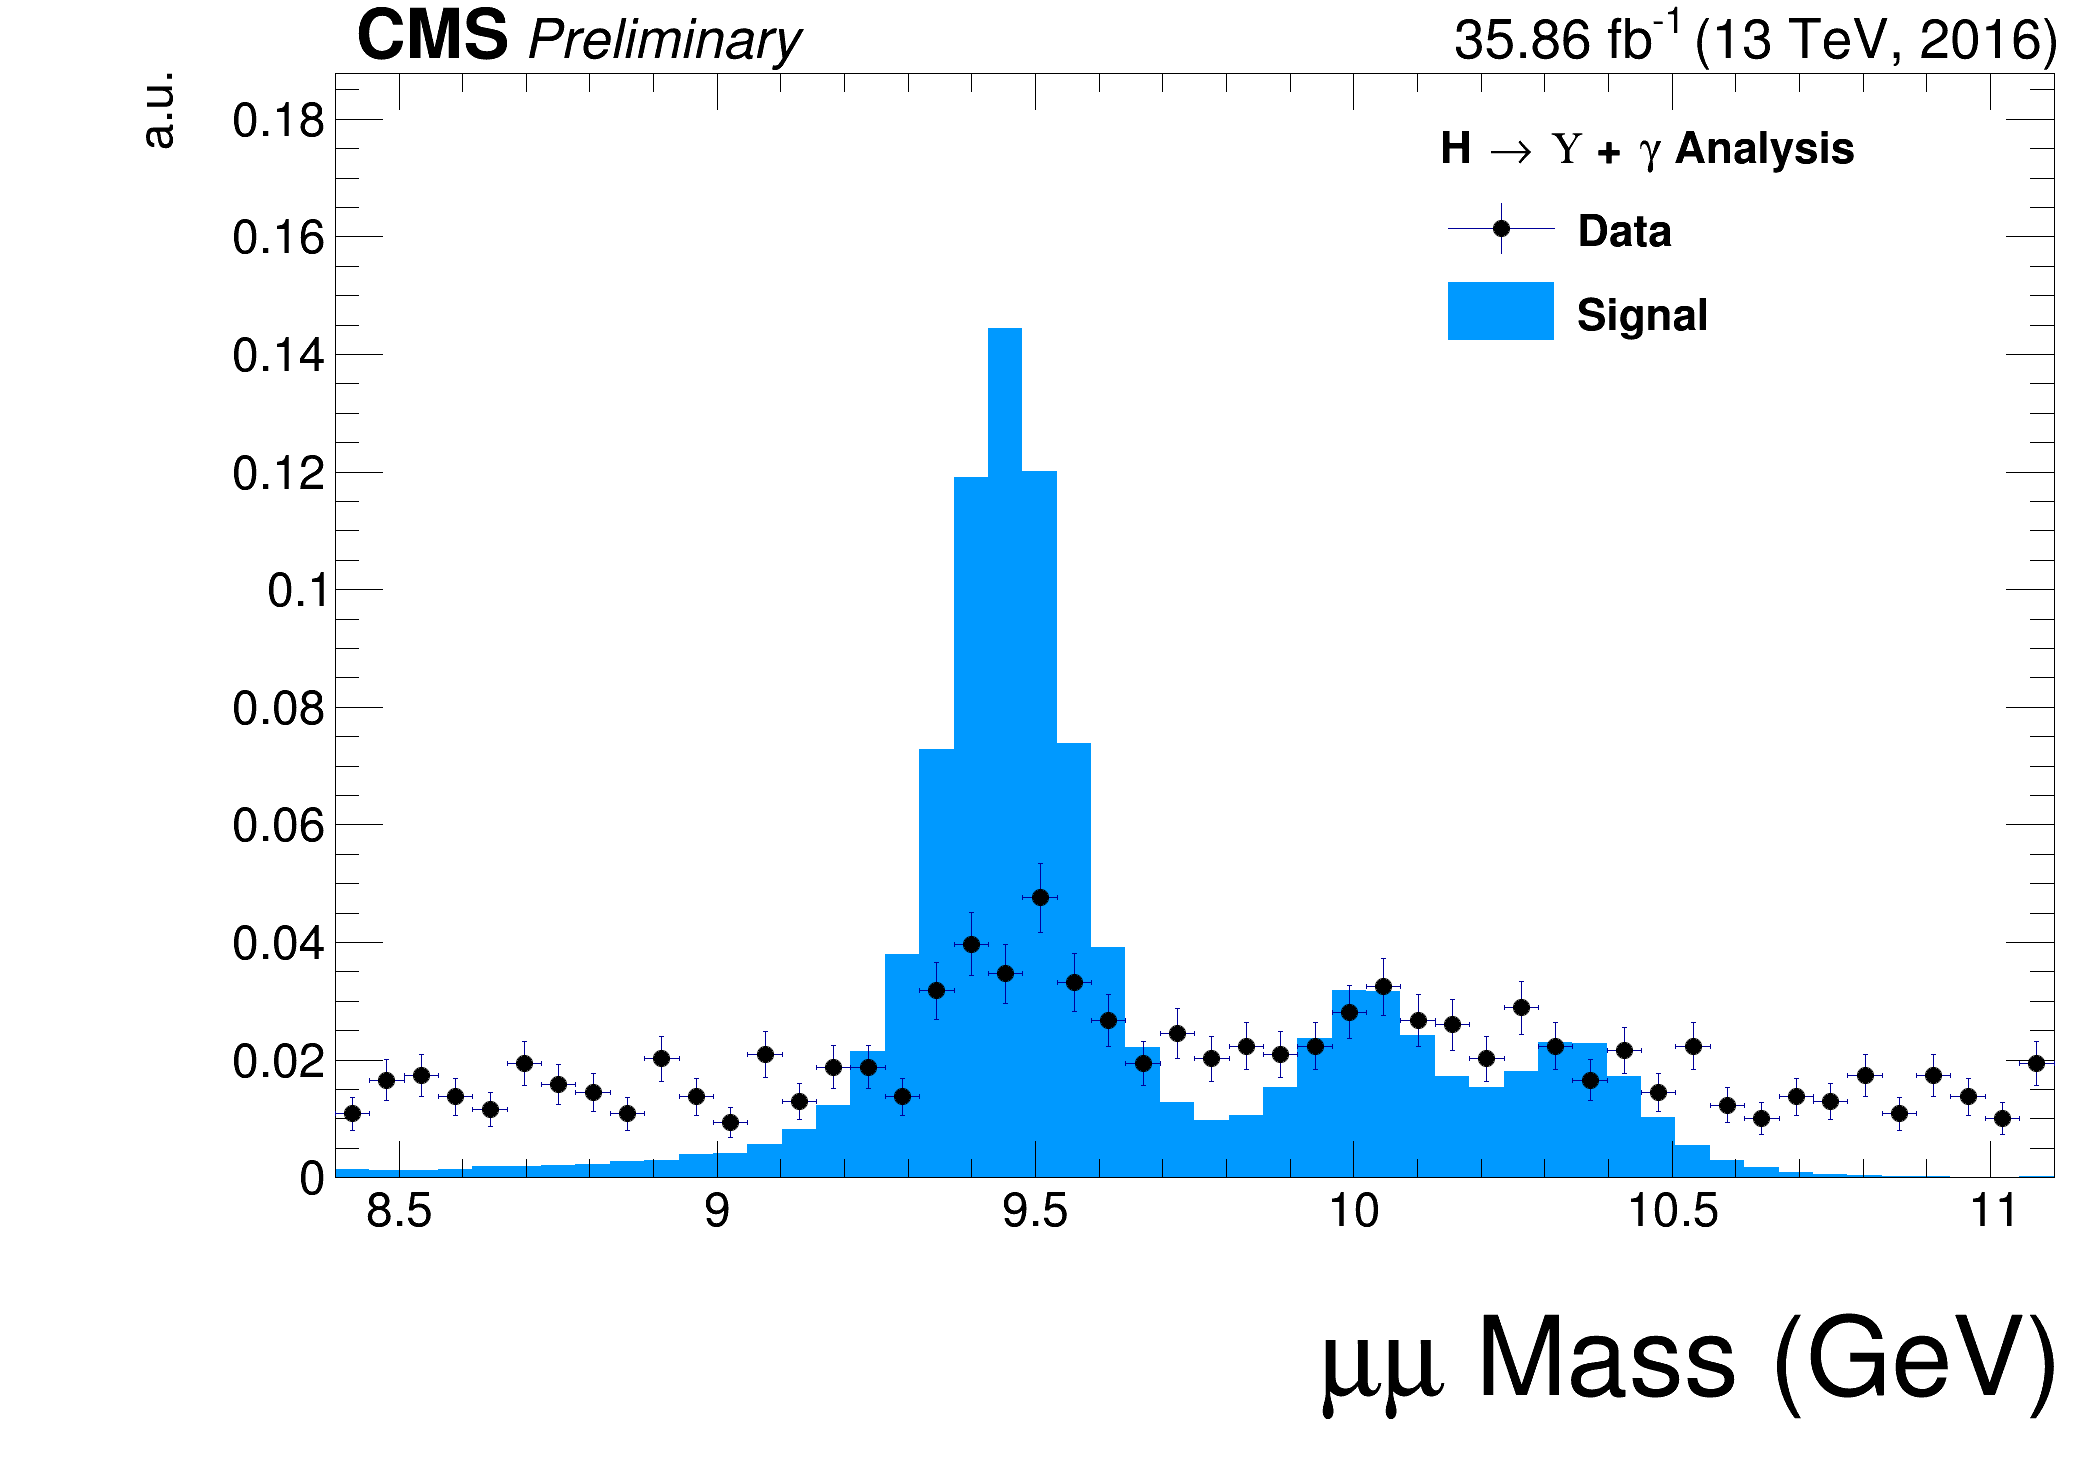 CMS Preliminary
35.86 fb⁻¹ (13 TeV, 2016)
a.u.
0.18
0.16
0.14
0.12
0.1
0.08
0.06
0.04
0.02
0
H → Υ + γ Analysis
Data
Signal
8.5 9 9.5 10 10.5 11
μμ Mass (GeV)